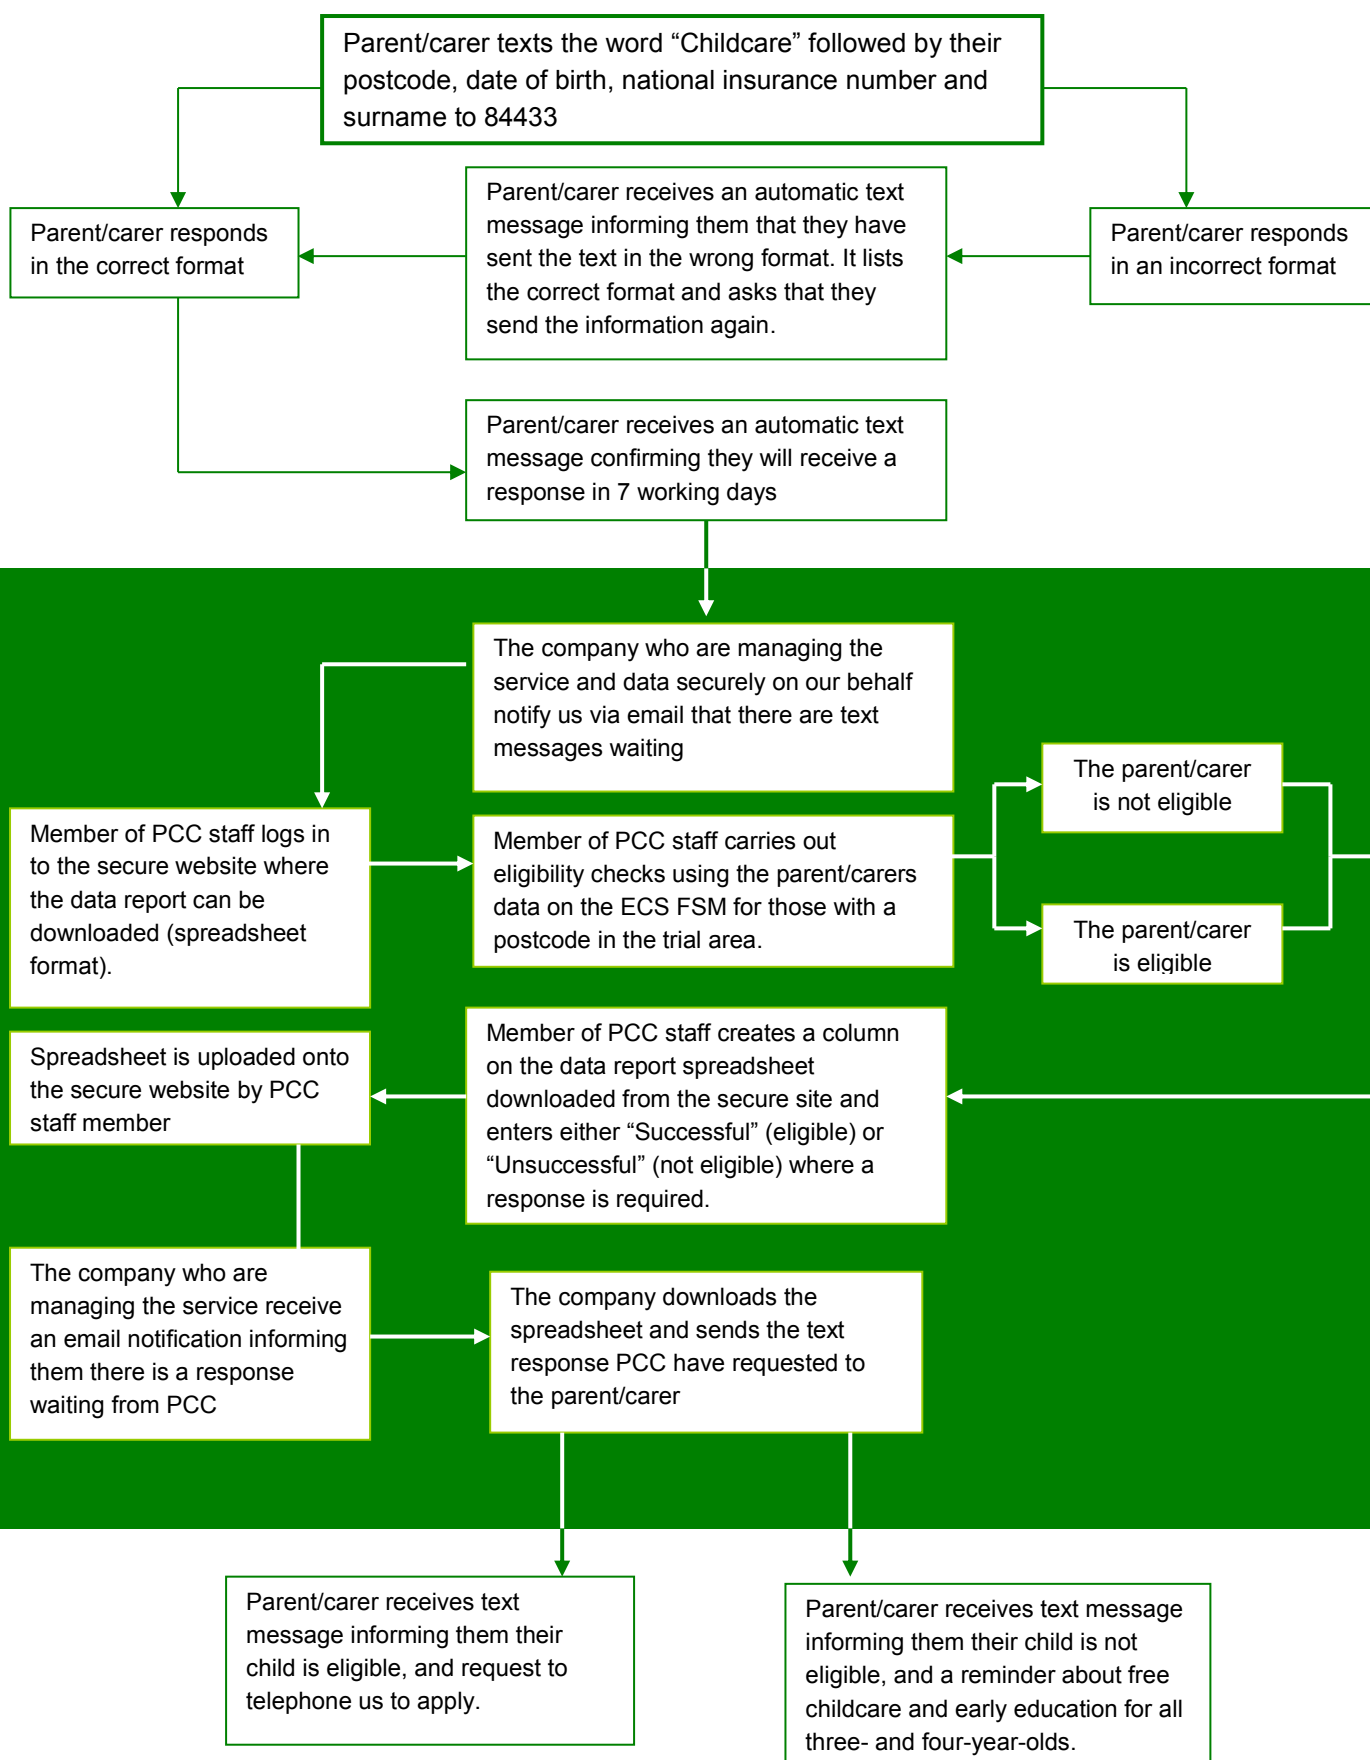 Parent/carer texts the word “Childcare” followed by their
postcode, date of birth, national insurance number and
surname to 84433
Parent/carer responds
in the correct format
Parent/carer receives an automatic text
message informing them that they have
sent the text in the wrong format. It lists
the correct format and asks that they
send the information again.
Parent/carer responds
in an incorrect format
Parent/carer receives an automatic text
message confirming they will receive a
response in 7 working days
The company who are managing the
service and data securely on our behalf
notify us via email that there are text
messages waiting
Member of PCC staff logs in
to the secure website where
the data report can be
downloaded (spreadsheet
format).
Member of PCC staff carries out
eligibility checks using the parent/carers
data on the ECS FSM for those with a
postcode in the trial area.
The parent/carer
is not eligible
The parent/carer
is eligible
Member of PCC staff creates a column
on the data report spreadsheet
downloaded from the secure site and
enters either “Successful” (eligible) or
“Unsuccessful” (not eligible) where a
response is required.
Spreadsheet is uploaded onto
the secure website by PCC
staff member
The company who are
managing the service receive
an email notification informing
them there is a response
waiting from PCC
The company downloads the
spreadsheet and sends the text
response PCC have requested to
the parent/carer
Parent/carer receives text
message informing them their
child is eligible, and request to
telephone us to apply.
Parent/carer receives text message
informing them their child is not
eligible, and a reminder about free
childcare and early education for all
three- and four-year-olds.